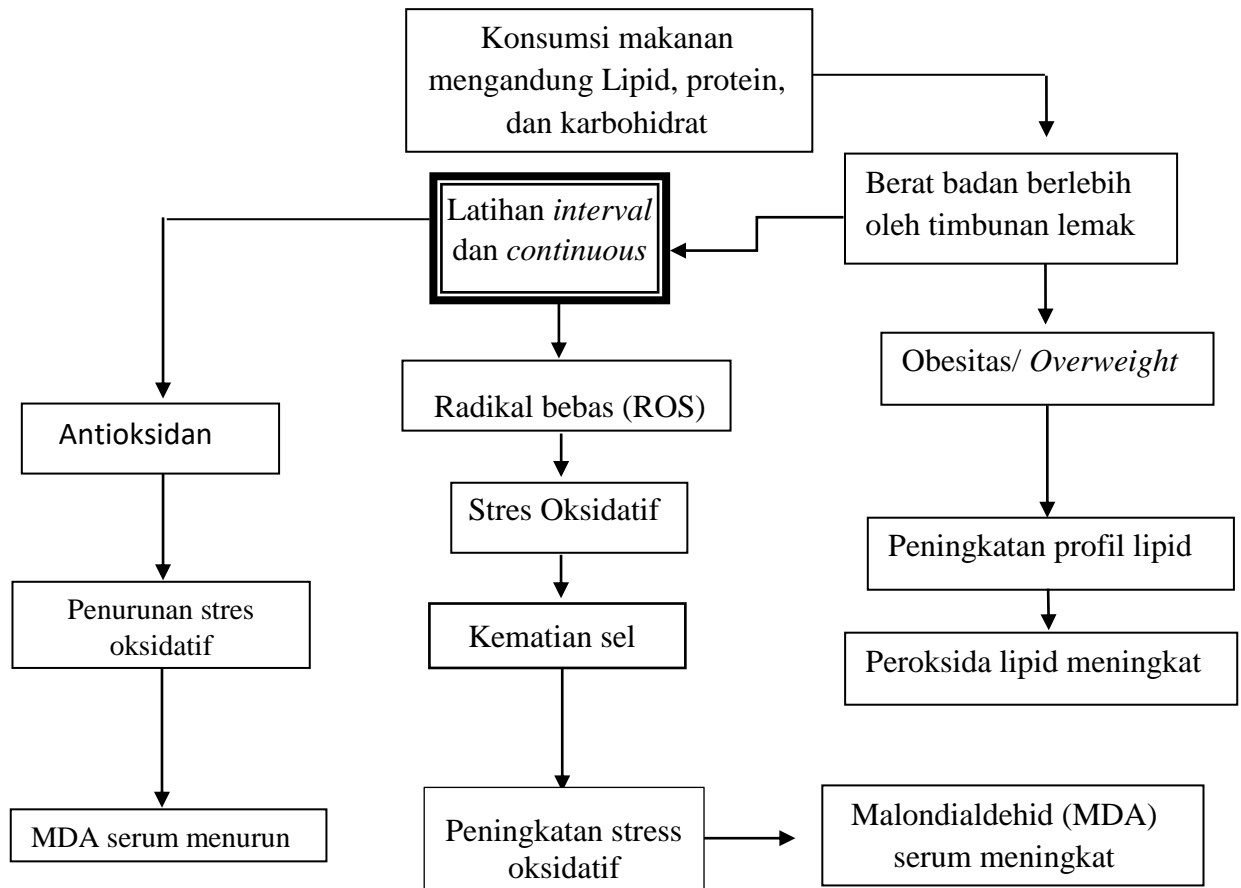 Konsumsi makanan
mengandung Lipid, protein,
dan karbohidrat
Berat badan berlebih
oleh timbunan lemak
Latihan interval
dan continuous
Obesitas/ Overweight
Radikal bebas (ROS)
Antioksidan
Stres Oksidatif
Peningkatan profil lipid
Penurunan stres
oksidatif
Kematian sel
Peroksida lipid meningkat
MDA serum menurun
Peningkatan stress
oksidatif
Malondialdehid (MDA)
serum meningkat